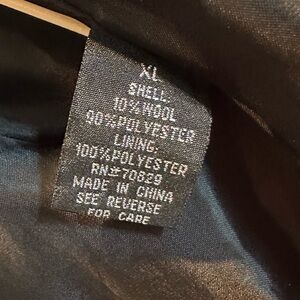 XL
SHELL:
10%WOOL
90%POLYESTER
LINING:
100%POLYESTER
RN#70829
MADE IN CHINA
SEE REVERSE
FOR CARE